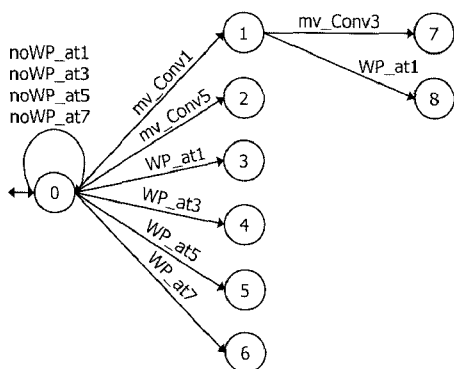 noWP_at1
noWP_at3
noWP_at5
noWP_at7
0
mv_Conv1
mv_Conv5
WP_at1
WP_at3
WP_at5
WP_at7
1
2
3
4
5
6
mv_Conv3
WP_at1
7
8